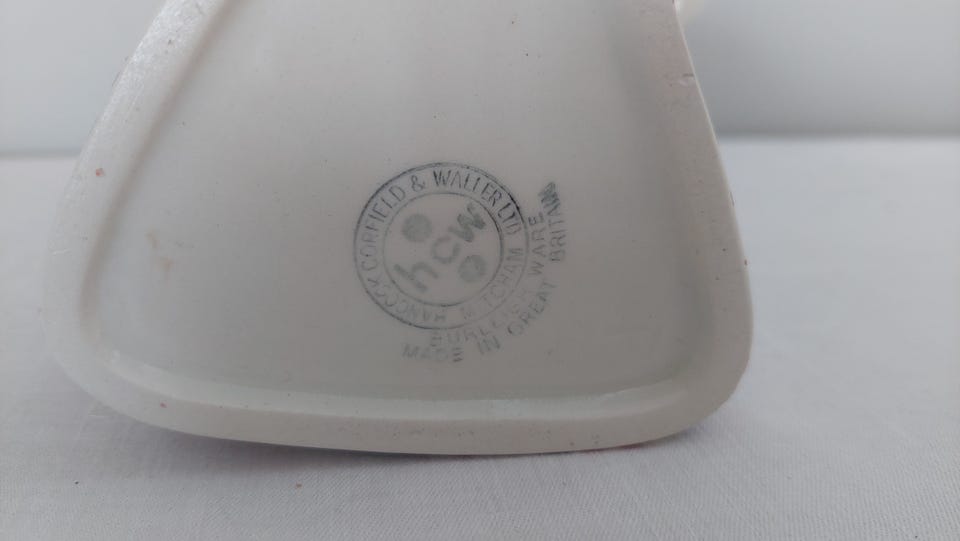 HANCOCK CORFIELD & WALLER LTD MITCHAM
hcw
BURLEIGH WARE
MADE IN GREAT BRITAIN